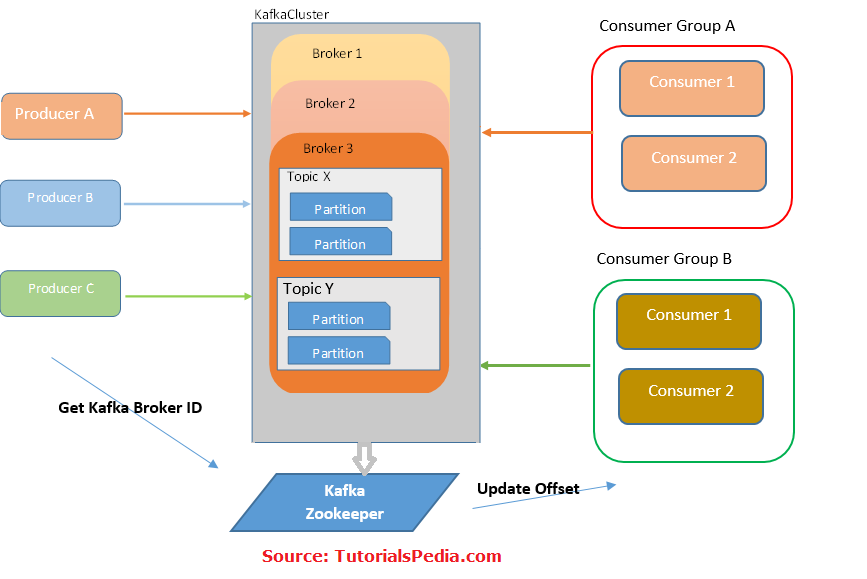 KafkaCluster
Consumer Group A
Broker 1
Consumer 1
Broker 2
Producer A
Broker 3
Consumer 2
Topic X
Producer B
Partition
Partition
Consumer Group B
Producer C
Topic Y
Consumer 1
Partition
Partition
Consumer 2
Get Kafka Broker ID
Kafka
Zookeeper
Update Offset
Source: TutorialsPedia.com